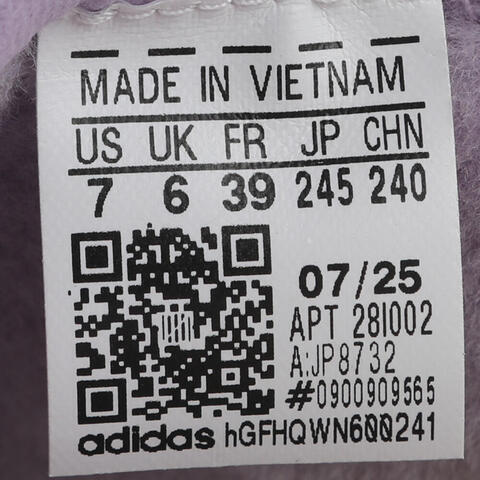 MADE IN VIETNAM
US UK FR JP CHN
7 6 39 245 240
07/25
APT 281002
A:JP8732
#0900909565
adidas hGFHQWN600241